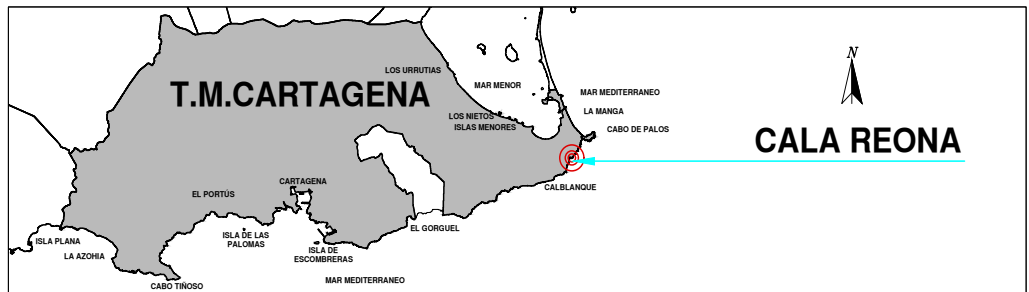 N
LOS URRUTIAS
MAR MENOR
T.M.CARTAGENA
MAR MEDITERRANEO
LA MANGA
LOS NIETOS
ISLAS MENORES
CABO DE PALOS
CALA REONA
CARTAGENA
CALBLANQUE
EL PORTÚS
EL GORGUEL
ISLA DE LAS
PALOMAS
ISLA PLANA
LA AZOHIA
ISLA DE
ESCOMBRERAS
MAR MEDITERRANEO
CABO TIÑOSO